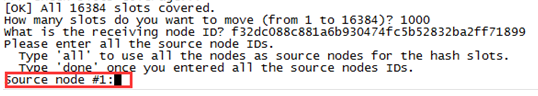 [OK] All 16384 slots covered.
How many slots do you want to move (from 1 to 16384)? 1000
What is the receiving node ID? f32dc088c881a6b930474fc5b52832ba2ff71899
Please enter all the source node IDs.
  Type 'all' to use all the nodes as source nodes for the hash slots.
  Type 'done' once you entered all the source nodes IDs.
Source node #1: